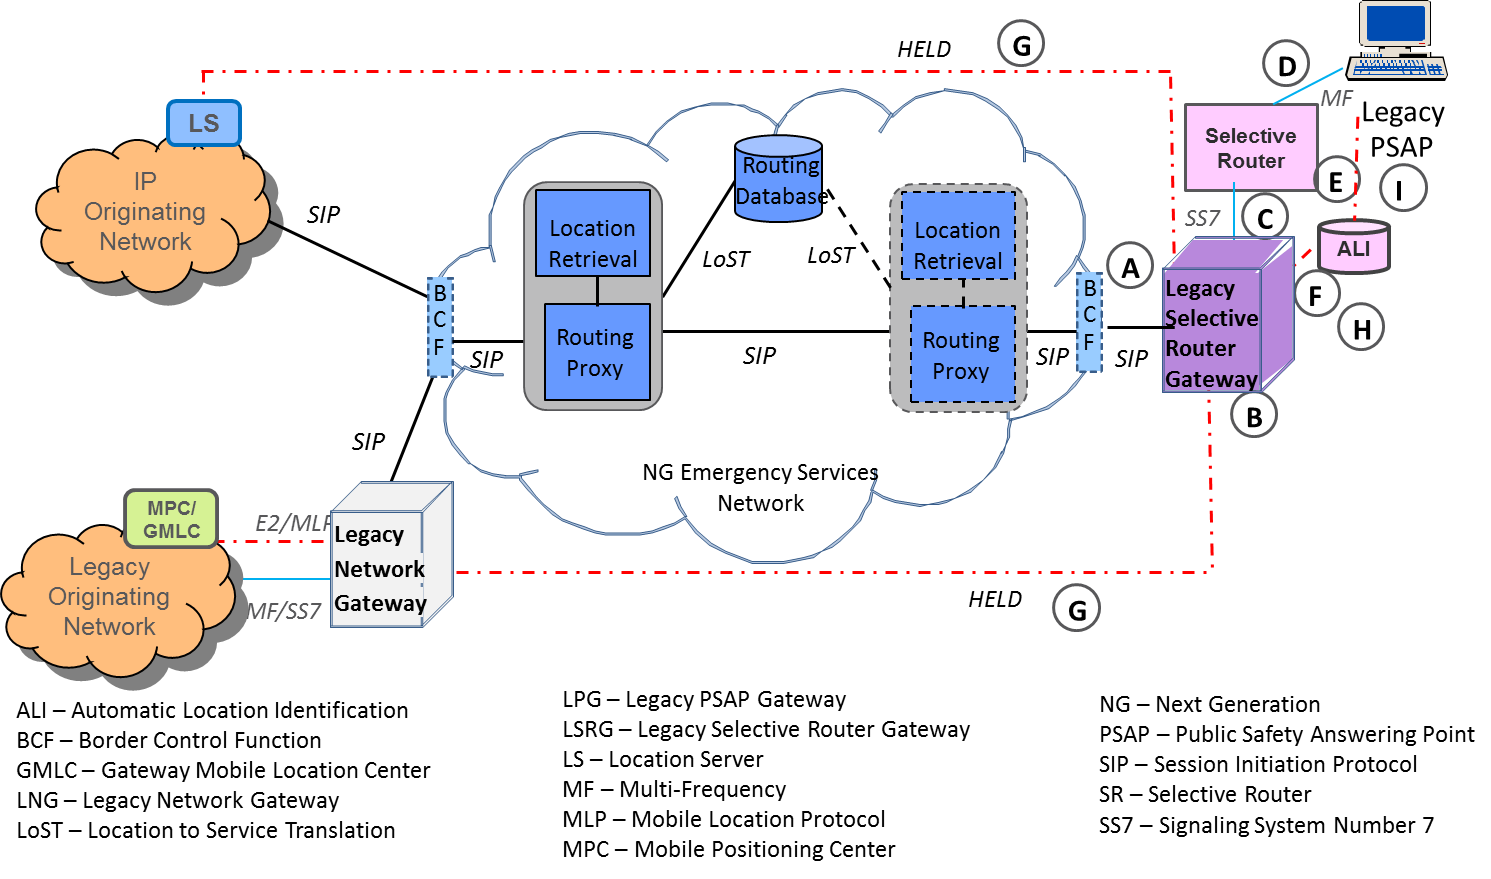 HELD
G
D
MF
Legacy
PSAP
LS
Selective
Router
E
I
IP
Originating
Network
SIP
Routing
Database
Location
Retrieval
LoST
LoST
Location
Retrieval
SS7
C
ALI
A
B
C
F
SIP
Routing
Proxy
SIP
Routing
Proxy
SIP
B
C
F
SIP
Legacy
Selective
Router
Gateway
F
H
B
SIP
NG Emergency Services
Network
MPC/
GMLC
E2/MLP
Legacy
Network
Gateway
Legacy
Originating
Network
MF/SS7
HELD
G
ALI – Automatic Location Identification
BCF – Border Control Function
GMLC – Gateway Mobile Location Center
LNG – Legacy Network Gateway
LoST – Location to Service Translation
LPG – Legacy PSAP Gateway
LSRG – Legacy Selective Router Gateway
LS – Location Server
MF – Multi-Frequency
MLP – Mobile Location Protocol
MPC – Mobile Positioning Center
NG – Next Generation
PSAP – Public Safety Answering Point
SIP – Session Initiation Protocol
SR – Selective Router
SS7 – Signaling System Number 7